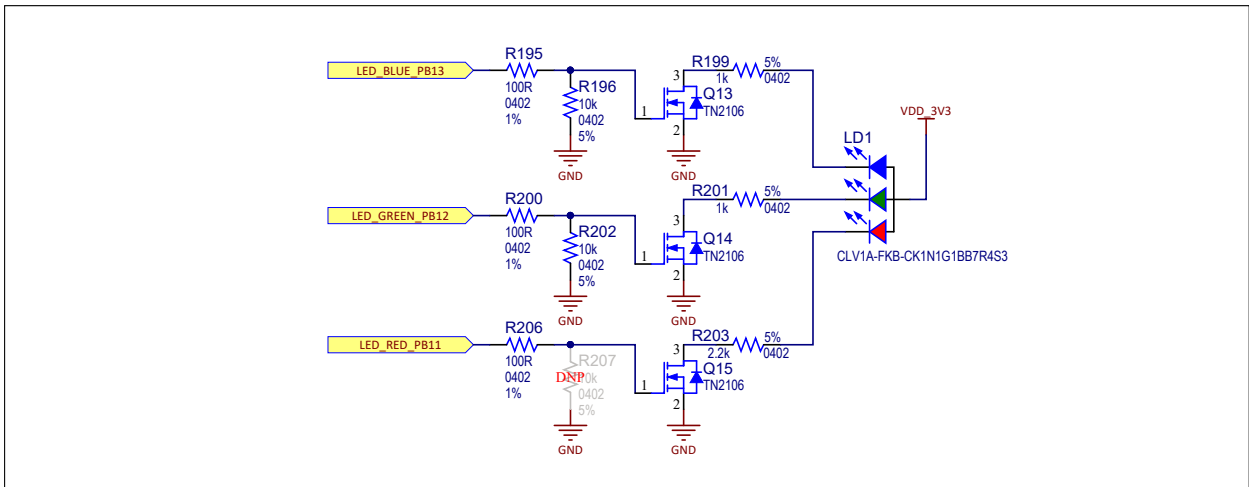 LED_BLUE_PB13
R195
100R
0402
1%
R196
10k
0402
5%
GND
R199
1k
5%
0402
3
Q13
TN2106
1
2
GND
VDD_3V3
LD1
CLV1A-FKB-CK1N1G1BB7R4S3
LED_GREEN_PB12
R200
100R
0402
1%
R202
10k
0402
5%
GND
R201
1k
5%
0402
3
Q14
TN2106
1
2
GND
LED_RED_PB11
R206
100R
0402
1%
R207
DNP
0402
5%
GND
R203
2.2k
5%
0402
3
Q15
TN2106
1
2
GND